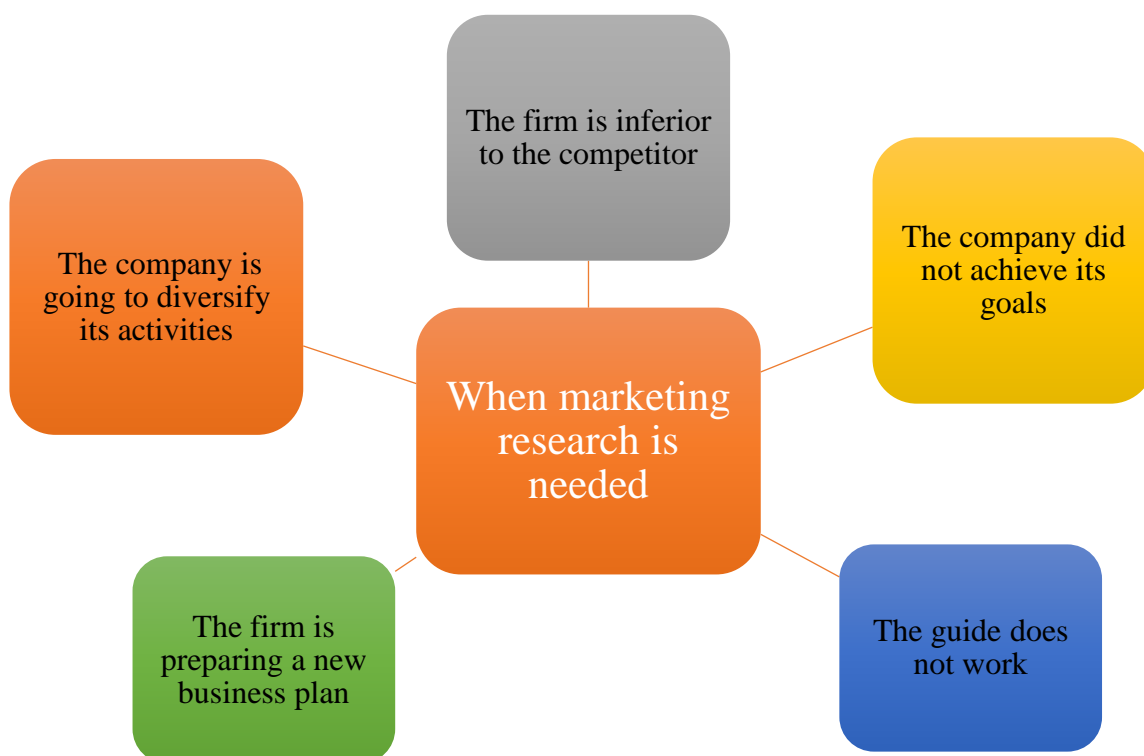 The firm is inferior
to the competitor
The company did
not achieve its
goals
The company is
going to diversify
its activities
When marketing
research is
needed
The firm is
preparing a new
business plan
The guide does
not work